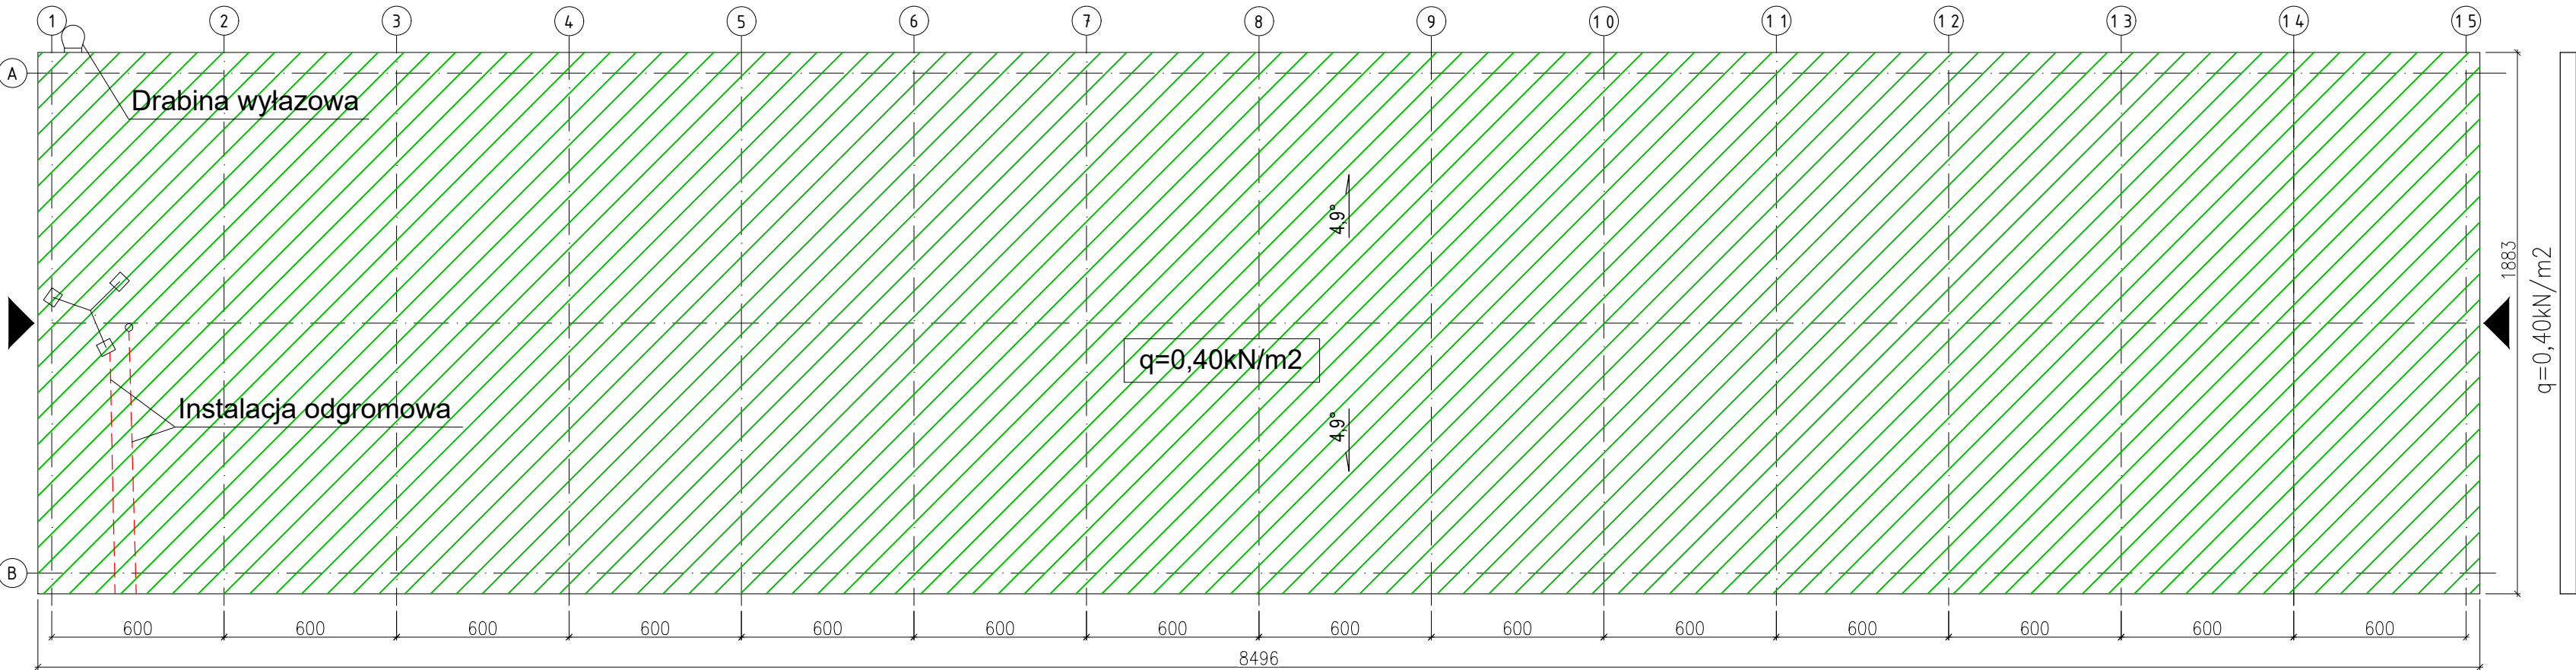 1 2 3 4 5 6 7 8 9 10 11 12 13 14 15
A
Drabina wyłazowa
4,9°
1883
q=0,40kN/m2
q=0,40kN/m2
Instalacja odgromowa
4,9°
B
600 600 600 600 600 600 600 600 600 600 600 600 600 600
8496